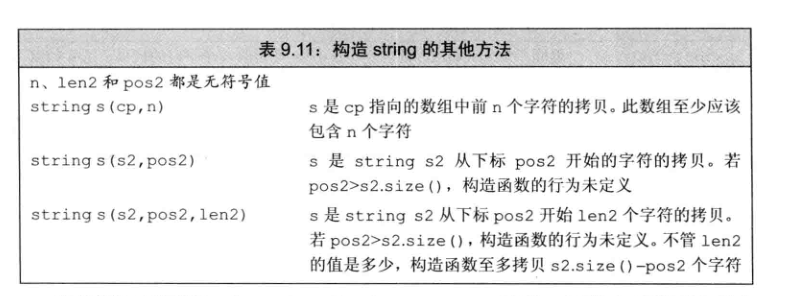 表 9.11：构造 string 的其他方法
n、len2 和 pos2 都是无符号值
string s(cp,n) s 是 cp 指向的数组中前 n 个字符的拷贝。此数组至少应该
包含 n 个字符
string s(s2,pos2) s 是 string s2 从下标 pos2 开始的字符的拷贝。若
pos2>s2.size()，构造函数的行为未定义
string s(s2,pos2,len2) s 是 string s2 从下标 pos2 开始 len2 个字符的拷贝。
若 pos2>s2.size()，构造函数的行为未定义。不管 len2
的值是多少，构造函数至多拷贝 s2.size()-pos2 个字符